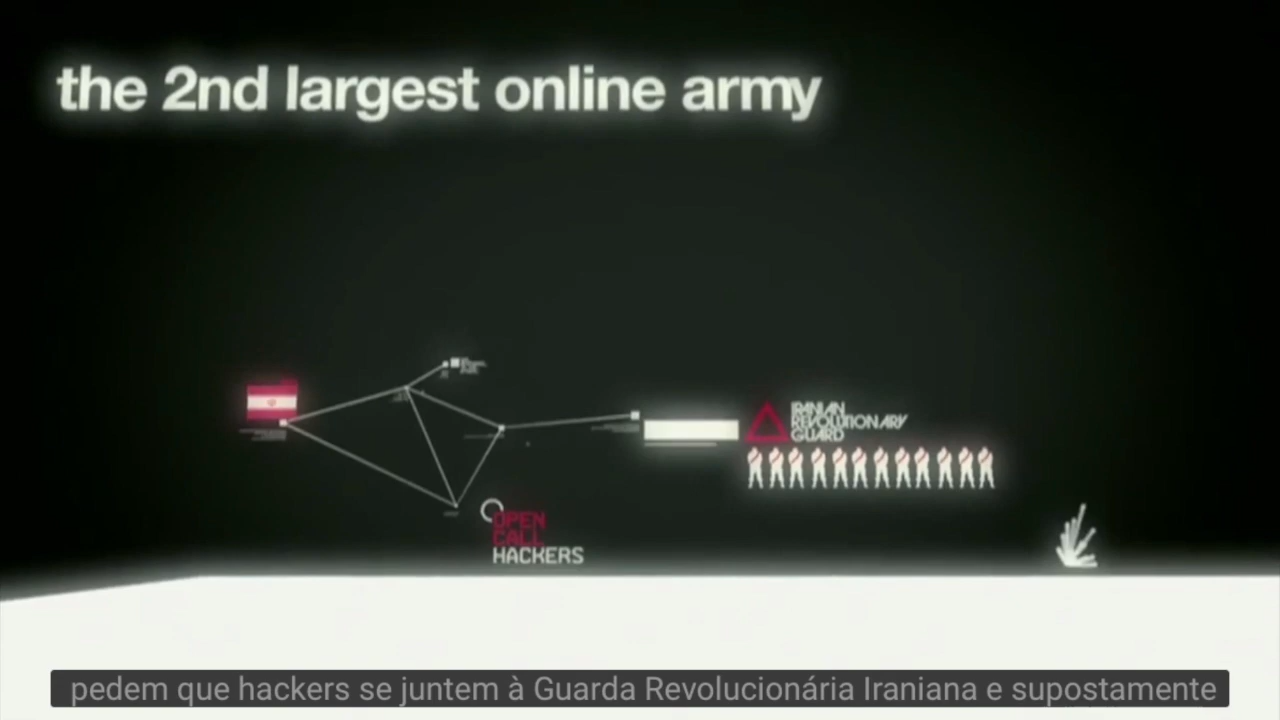 the 2nd largest online army
IRANIAN
REVOLUTIONARY
GUARD
OPEN
CALL
HACKERS
pedem que hackers se juntem à Guarda Revolucionária Iraniana e supostamente